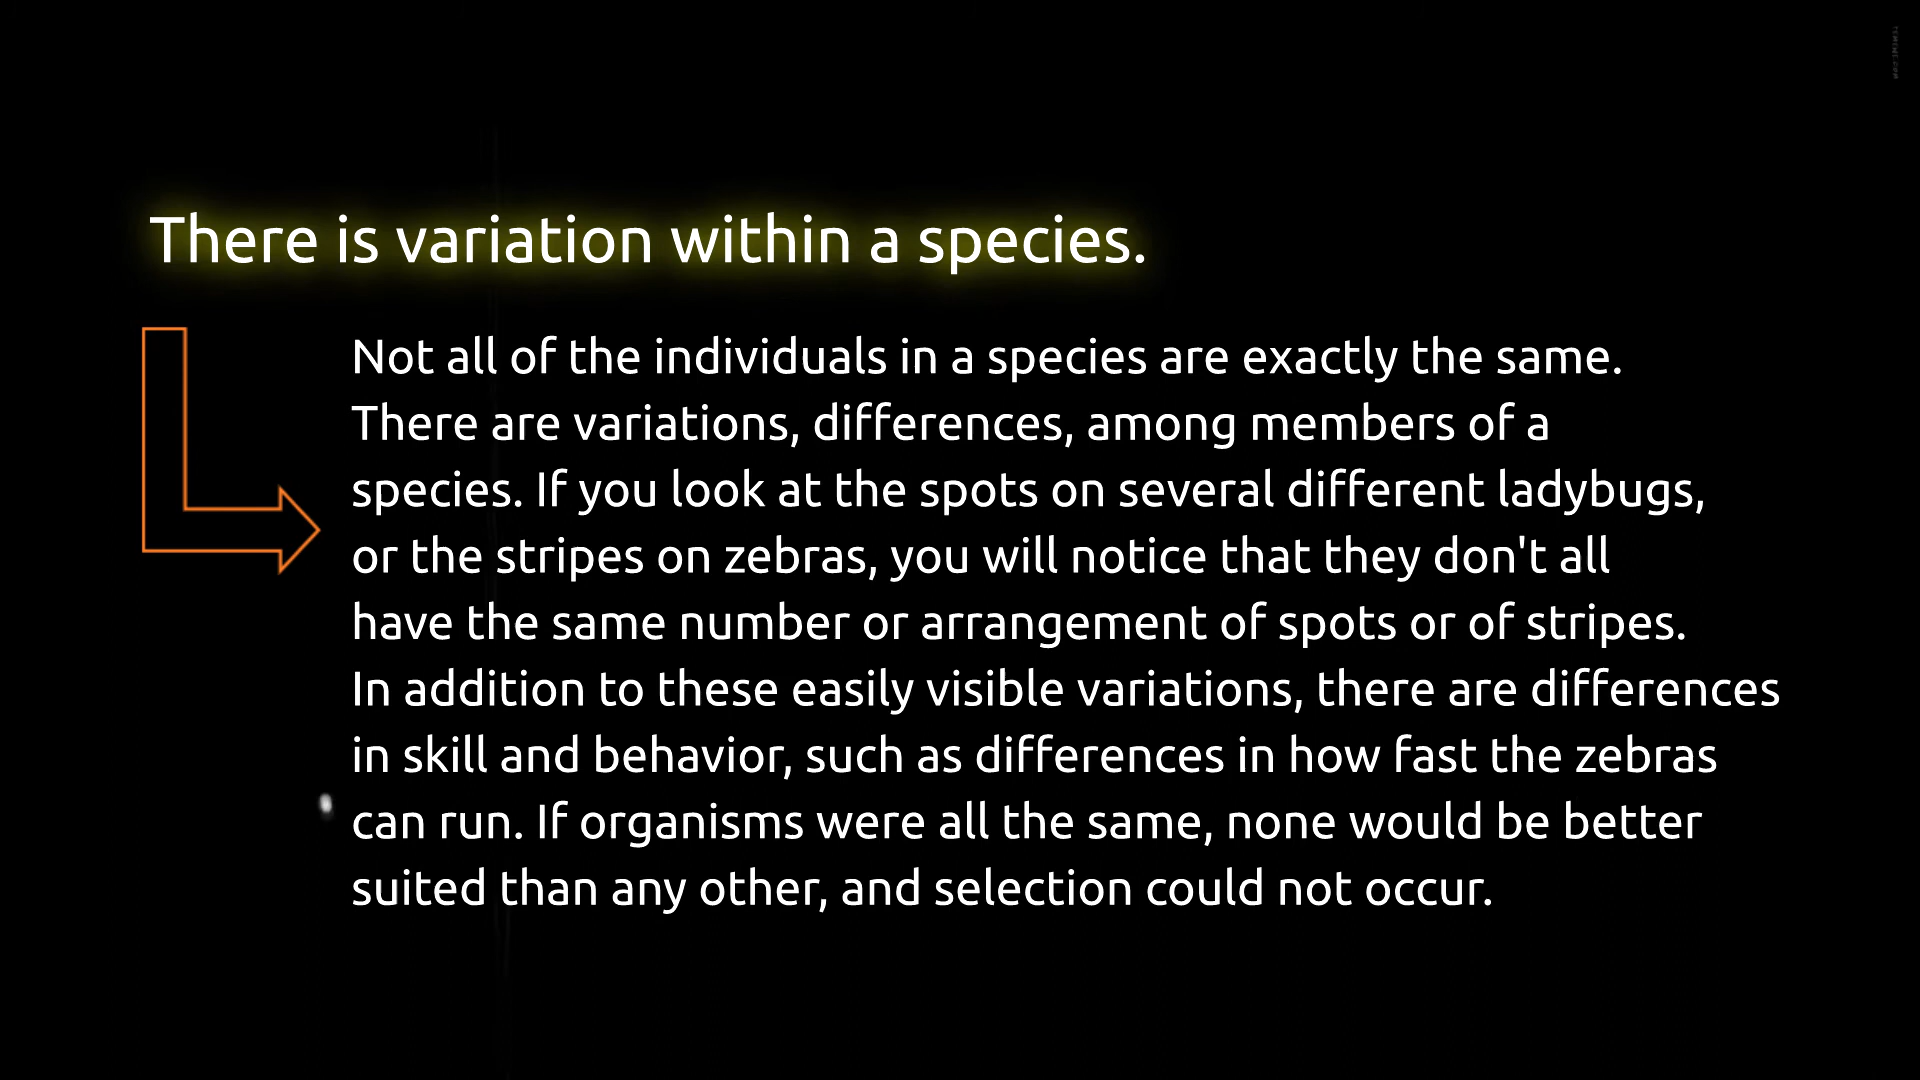 There is variation within a species.
Not all of the individuals in a species are exactly the same.
There are variations, differences, among members of a
species. If you look at the spots on several different ladybugs,
or the stripes on zebras, you will notice that they don't all
have the same number or arrangement of spots or of stripes.
In addition to these easily visible variations, there are differences
in skill and behavior, such as differences in how fast the zebras
can run. If organisms were all the same, none would be better
suited than any other, and selection could not occur.